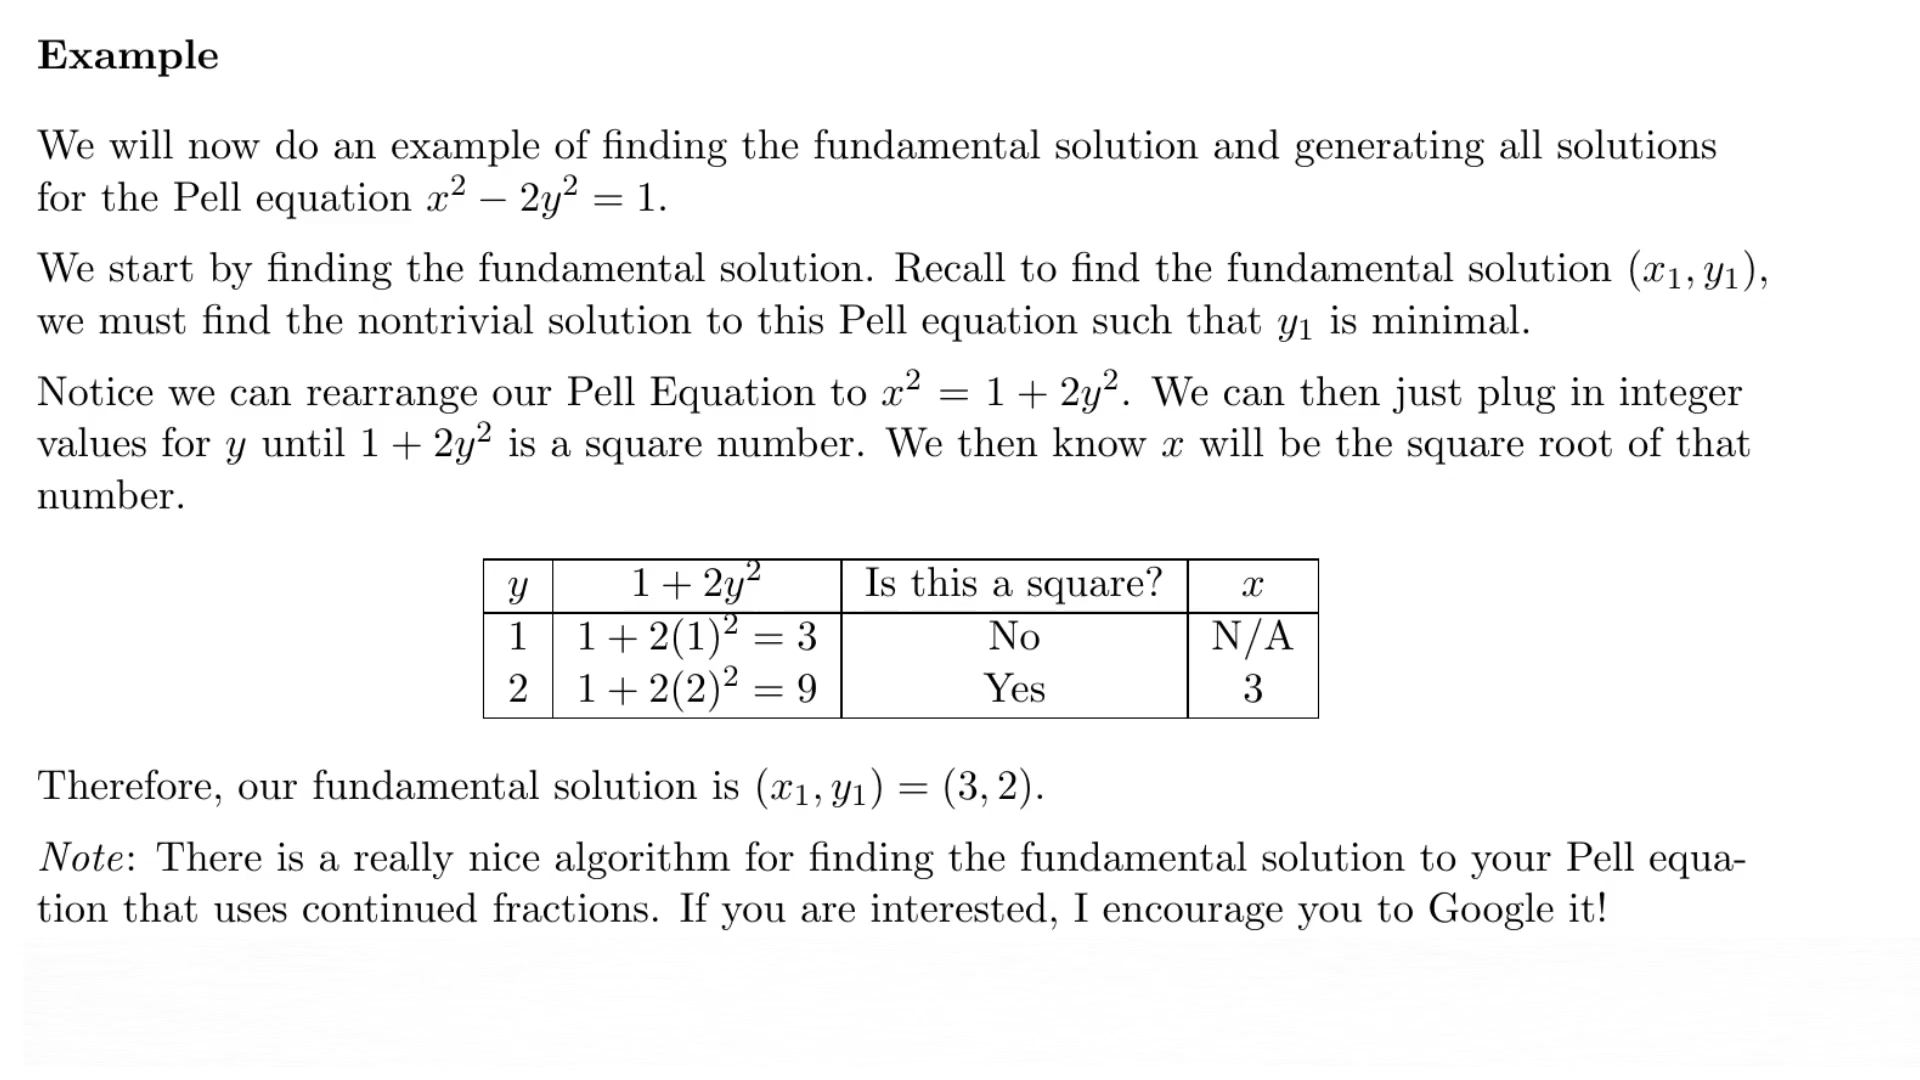 Example
We will now do an example of finding the fundamental solution and generating all solutions
for the Pell equation x² − 2y² = 1.
We start by finding the fundamental solution. Recall to find the fundamental solution (x₁, y₁),
we must find the nontrivial solution to this Pell equation such that y₁ is minimal.
Notice we can rearrange our Pell Equation to x² = 1 + 2y². We can then just plug in integer
values for y until 1 + 2y² is a square number. We then know x will be the square root of that
number.
y 1 + 2y² Is this a square? x
1 1 + 2(1)² = 3 No N/A
2 1 + 2(2)² = 9 Yes 3
Therefore, our fundamental solution is (x₁, y₁) = (3, 2).
Note: There is a really nice algorithm for finding the fundamental solution to your Pell equa-
tion that uses continued fractions. If you are interested, I encourage you to Google it!